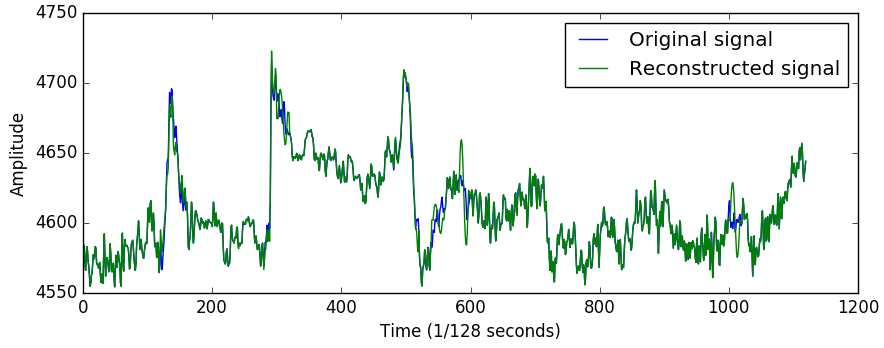 4750
4700
4650
4600
4550
Amplitude
Original signal
Reconstructed signal
0 200 400 600 800 1000 1200
Time (1/128 seconds)